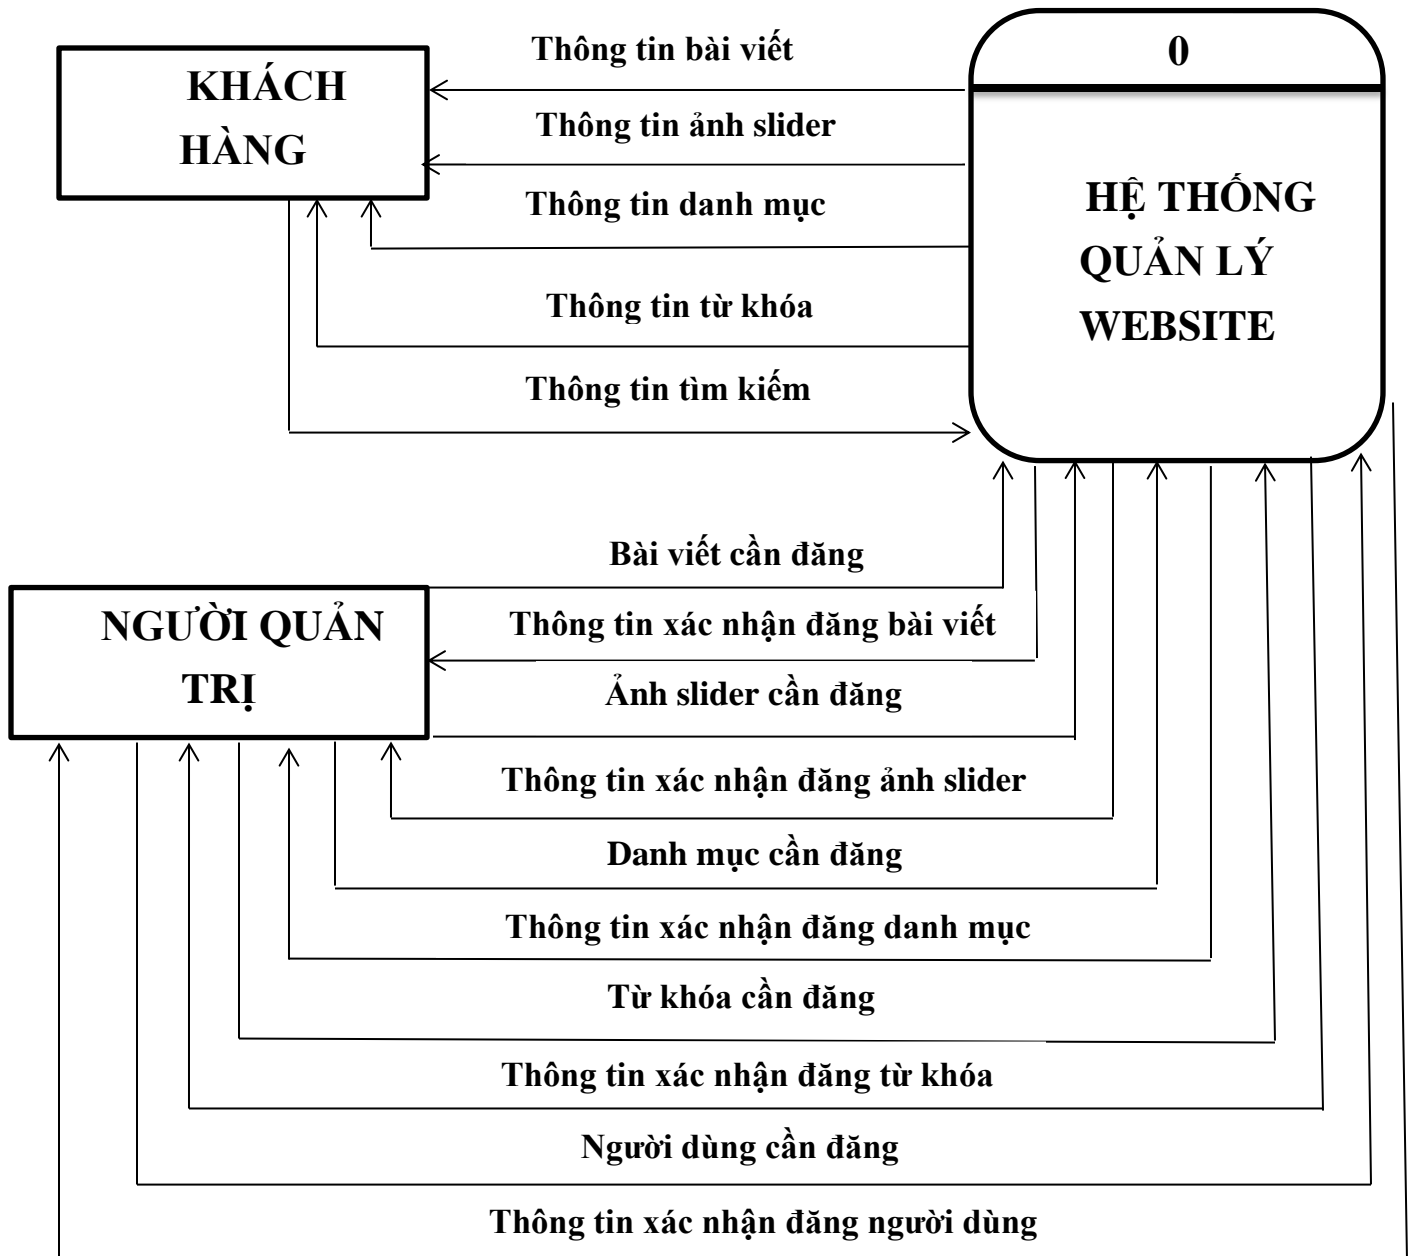 Thông tin bài viết
0
KHÁCH
HÀNG
Thông tin ảnh slider
Thông tin danh mục
HỆ THỐNG
QUẢN LÝ
WEBSITE
Thông tin từ khóa
Thông tin tìm kiếm
Bài viết cần đăng
NGƯỜI QUẢN
TRỊ
Thông tin xác nhận đăng bài viết
Ảnh slider cần đăng
Thông tin xác nhận đăng ảnh slider
Danh mục cần đăng
Thông tin xác nhận đăng danh mục
Từ khóa cần đăng
Thông tin xác nhận đăng từ khóa
Người dùng cần đăng
Thông tin xác nhận đăng người dùng